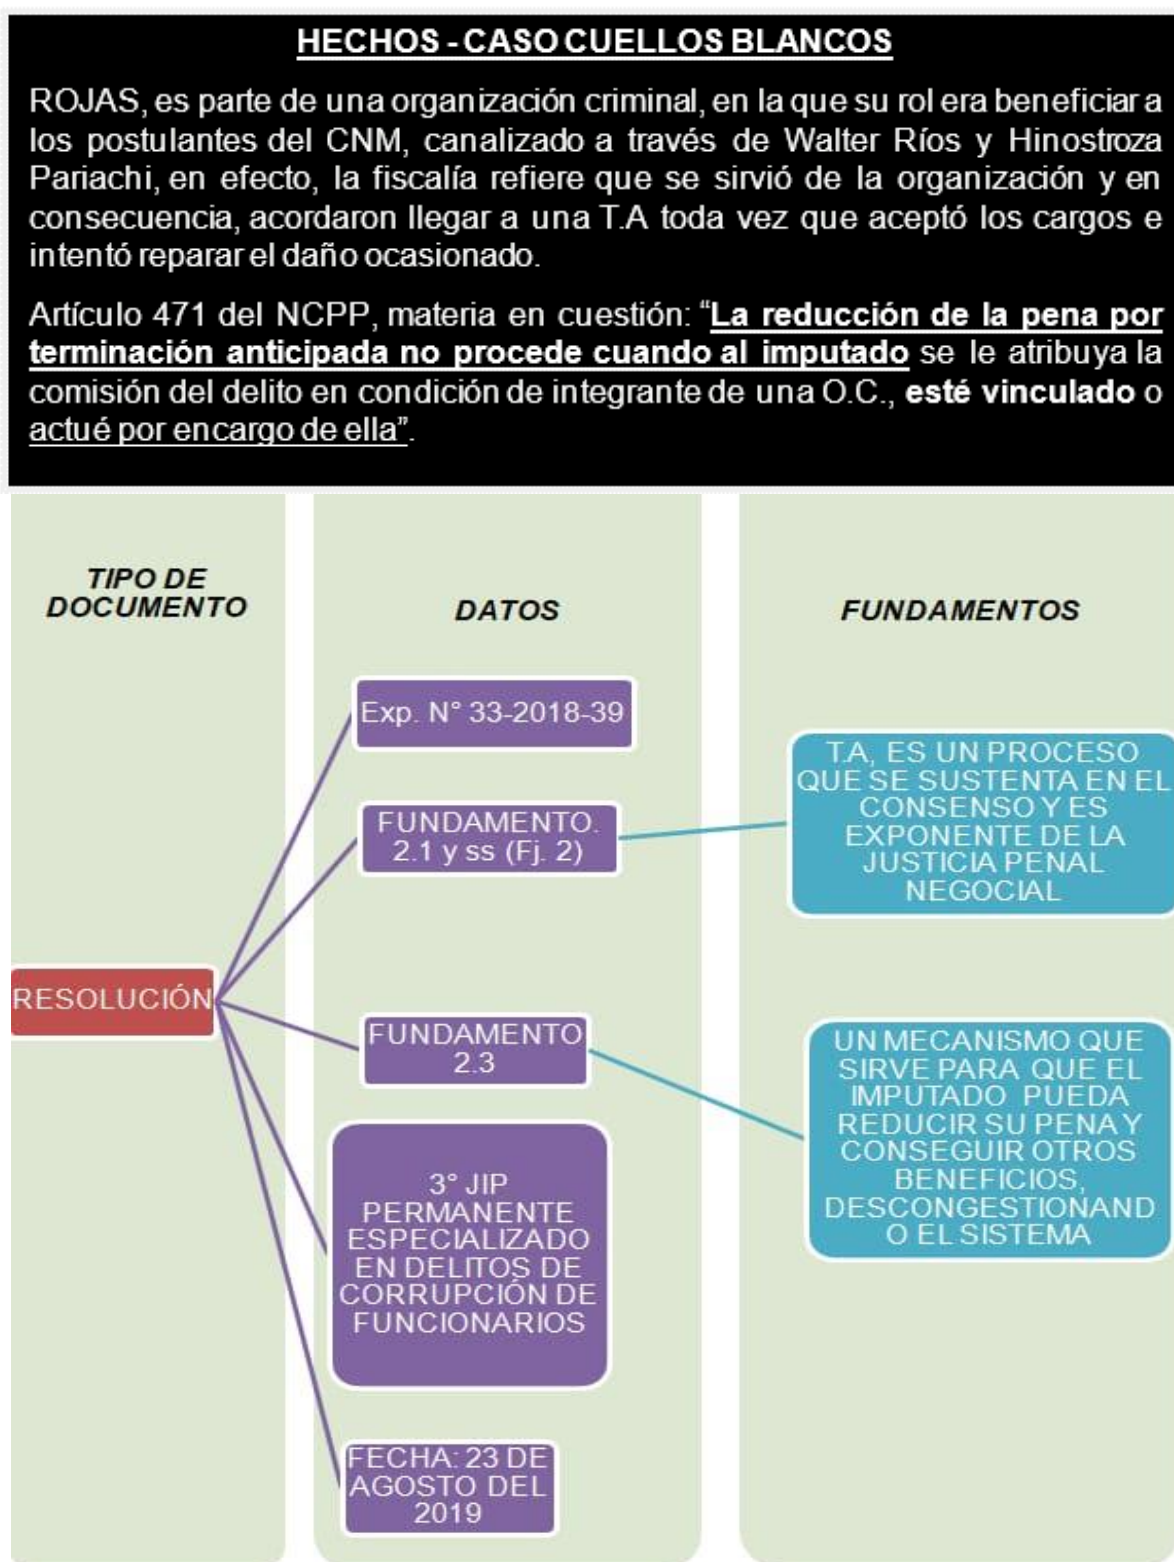 HECHOS - CASO CUELLOS BLANCOS
ROJAS, es parte de una organización criminal, en la que su rol era beneficiar a
los postulantes del CNM, canalizado a través de Walter Ríos y Hinostroza
Pariachi, en efecto, la fiscalía refiere que se sirvió de la organización y en
consecuencia, acordaron llegar a una T.A toda vez que aceptó los cargos e
intentó reparar el daño ocasionado.
Artículo 471 del NCPP, materia en cuestión: “La reducción de la pena por
terminación anticipada no procede cuando al imputado se le atribuya la
comisión del delito en condición de integrante de una O.C., esté vinculado o
actué por encargo de ella”.
TIPO DE
DOCUMENTO
DATOS
FUNDAMENTOS
RESOLUCIÓN
Exp. N° 33-2018-39
FUNDAMENTO.
2.1 y ss (Fj. 2)
T.A, ES UN PROCESO
QUE SE SUSTENTA EN EL
CONSENSO Y ES
EXPONENTE DE LA
JUSTICIA PENAL
NEGOCIAL
FUNDAMENTO
2.3
UN MECANISMO QUE
SIRVE PARA QUE EL
IMPUTADO PUEDA
REDUCIR SU PENA Y
CONSEGUIR OTROS
BENEFICIOS,
DESCONGESTIONAND
O EL SISTEMA
3° JIP
PERMANENTE
ESPECIALIZADO
EN DELITOS DE
CORRUPCIÓN DE
FUNCIONARIOS
FECHA: 23 DE
AGOSTO DEL
2019